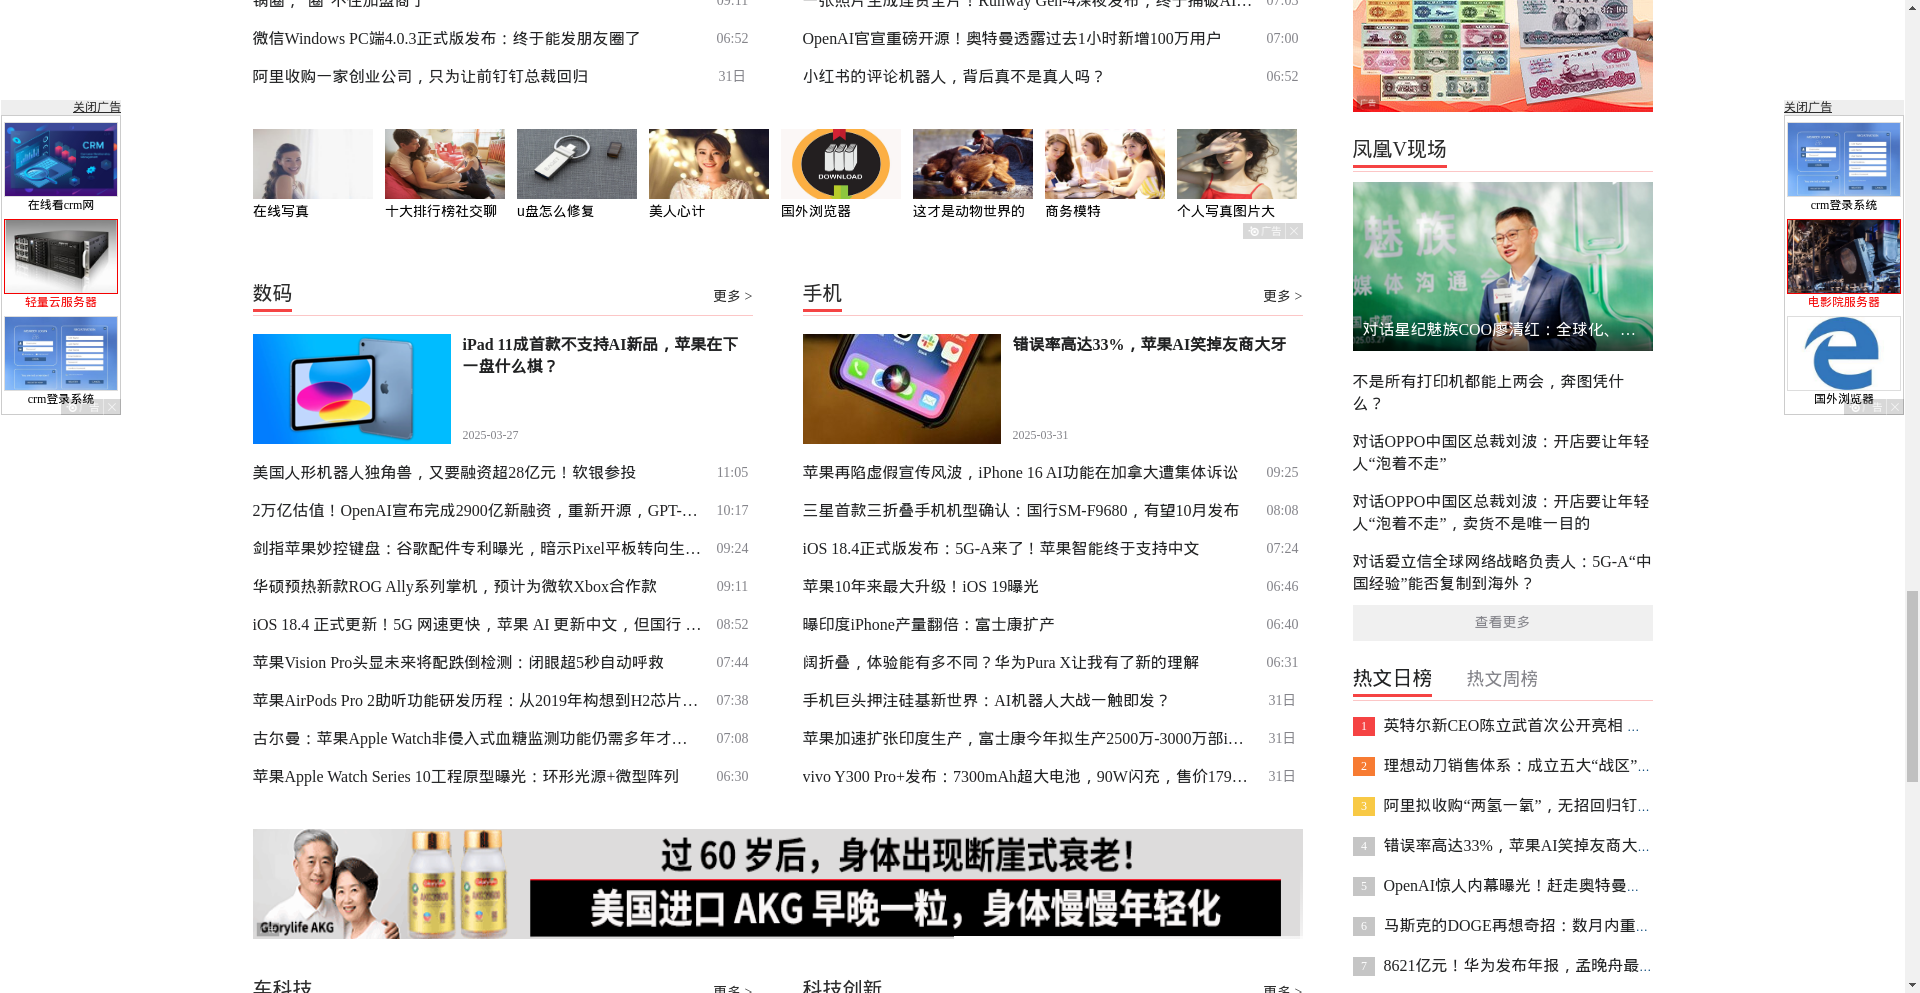 微信Windows PC端4.0.3正式版发布：终于能发朋友圈了 06:52
阿里收购一家创业公司，只为让前钉钉总裁回归 31日
一张照片生成连贯全片！Runway Gen-4深夜发布，终于捅破AI… 07:03
OpenAI官宣重磅开源！奥特曼透露过去1小时新增100万用户 07:00
小红书的评论机器人，背后真不是真人吗？ 06:52
关闭广告
在线看crm网
轻量云服务器
crm登录系统
广告
在线写真
十大排行榜社交聊
u盘怎么修复
美人心计
DOWNLOAD
国外浏览器
这才是动物世界的
商务模特
个人写真图片大
广告
数码
更多 >
iPad 11成首款不支持AI新品，苹果在下
一盘什么棋？
2025-03-27
美国人形机器人独角兽，又要融资超28亿元！软银参投 11:05
2万亿估值！OpenAI宣布完成2900亿新融资，重新开源，GPT-… 10:17
剑指苹果妙控键盘：谷歌配件专利曝光，暗示Pixel平板转向生… 09:24
华硕预热新款ROG Ally系列掌机，预计为微软Xbox合作款 09:11
iOS 18.4 正式更新！5G 网速更快，苹果 AI 更新中文，但国行 … 08:52
苹果Vision Pro头显未来将配跌倒检测：闭眼超5秒自动呼救 07:44
苹果AirPods Pro 2助听功能研发历程：从2019年构想到H2芯片… 07:38
古尔曼：苹果Apple Watch非侵入式血糖监测功能仍需多年才… 07:08
苹果Apple Watch Series 10工程原型曝光：环形光源+微型阵列 06:30
手机
更多 >
错误率高达33%，苹果AI笑掉友商大牙
2025-03-31
苹果再陷虚假宣传风波，iPhone 16 AI功能在加拿大遭集体诉讼 09:25
三星首款三折叠手机机型确认：国行SM-F9680，有望10月发布 08:08
iOS 18.4正式版发布：5G-A来了！苹果智能终于支持中文 07:24
苹果10年来最大升级！iOS 19曝光 06:46
曝印度iPhone产量翻倍：富士康扩产 06:40
阔折叠，体验能有多不同？华为Pura X让我有了新的理解 06:31
手机巨头押注硅基新世界：AI机器人大战一触即发？ 31日
苹果加速扩张印度生产，富士康今年拟生产2500万-3000万部i… 31日
vivo Y300 Pro+发布：7300mAh超大电池，90W闪充，售价179… 31日
过 60 岁后，身体出现断崖式衰老！
美国进口 AKG 早晚一粒，身体慢慢年轻化
Glorylife AKG
车科技
更多 >
科技创新
更多 >
广告
凤凰V现场
魅族
媒体沟通会
对话星纪魅族COO廖清红：全球化、…
不是所有打印机都能上两会，奔图凭什
么？
对话OPPO中国区总裁刘波：开店要让年轻
人“泡着不走”
对话OPPO中国区总裁刘波：开店要让年轻
人“泡着不走”，卖货不是唯一目的
对话爱立信全球网络战略负责人：5G-A“中
国经验”能否复制到海外？
查看更多
热文日榜 热文周榜
1 英特尔新CEO陈立武首次公开亮相 …
2 理想动刀销售体系：成立五大“战区”…
3 阿里拟收购“两氢一氧”，无招回归钉…
4 错误率高达33%，苹果AI笑掉友商大…
5 OpenAI惊人内幕曝光！赶走奥特曼…
6 马斯克的DOGE再想奇招：数月内重…
7 8621亿元！华为发布年报，孟晚舟最…
关闭广告
crm登录系统
电影院服务器
国外浏览器
广告